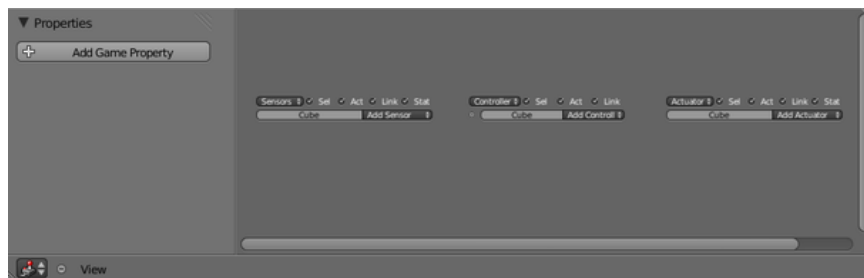 Properties
Add Game Property
Sensors Sel Act Link Stat
Cube Add Sensor
Controller Sel Act Link
Cube Add Controll
Actuator Sel Act Link Stat
Cube Add Actuator
View